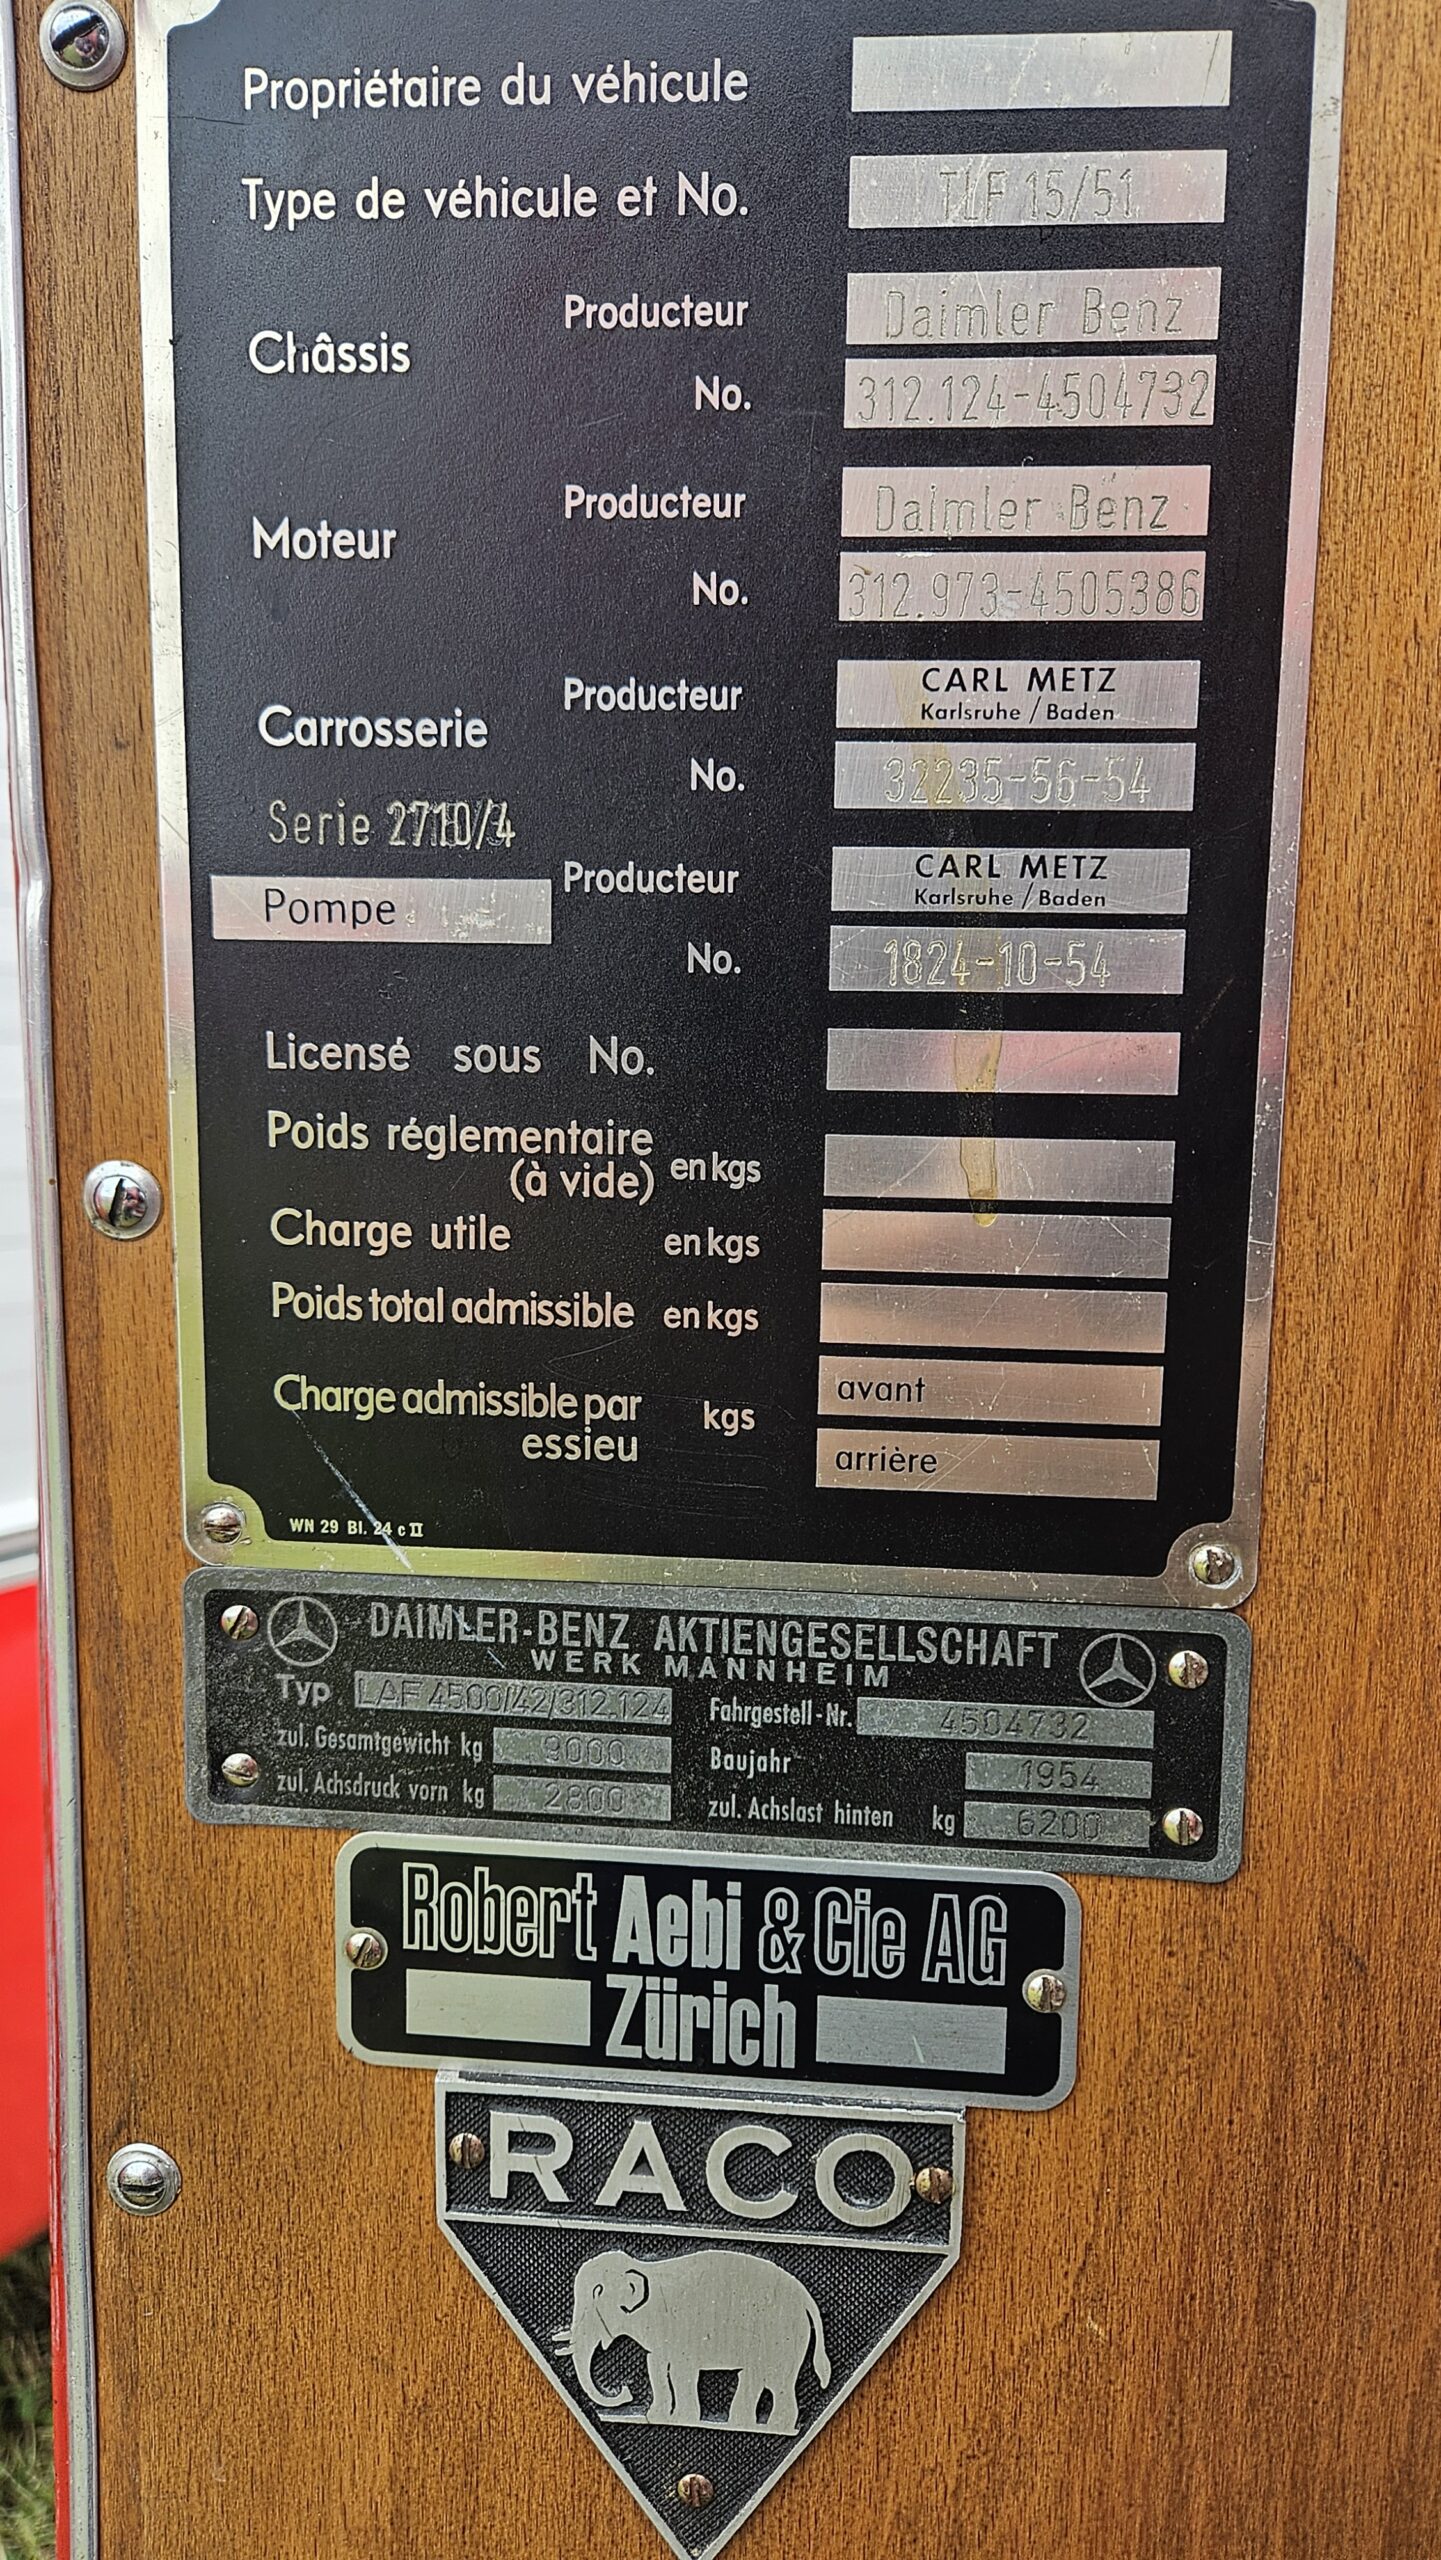 Propriétaire du véhicule
Type de véhicule et No. TLF 15/51
Châssis Producteur Daimler Benz
No. 312.124-4504732
Moteur Producteur Daimler Benz
No. 312.973-4505386
Carrosserie Producteur CARL METZ
Karlsruhe / Baden
No. 32235-56-54
Serie
Pompe Producteur CARL METZ
Karlsruhe / Baden
No. 1824-10-54
Licensé sous No.
Poids réglementaire
(à vide) en kgs
Charge utile en kgs
Poids total admissible en kgs
Charge admissible par
essieu kgs avant
arrière
WN 29 Bl. 24 c II
DAIMLER-BENZ AKTIENGESELLSCHAFT
WERK MANNHEIM
Typ LAF 4500/42/312.124 Fahrgestell-Nr. 4504732
zul. Gesamtgewicht kg 9000 Baujahr 1954
zul. Achsdruck vorn kg 2800 zul. Achslast hinten kg 6200
Robert Aebi & Cie AG
Zürich
RACO